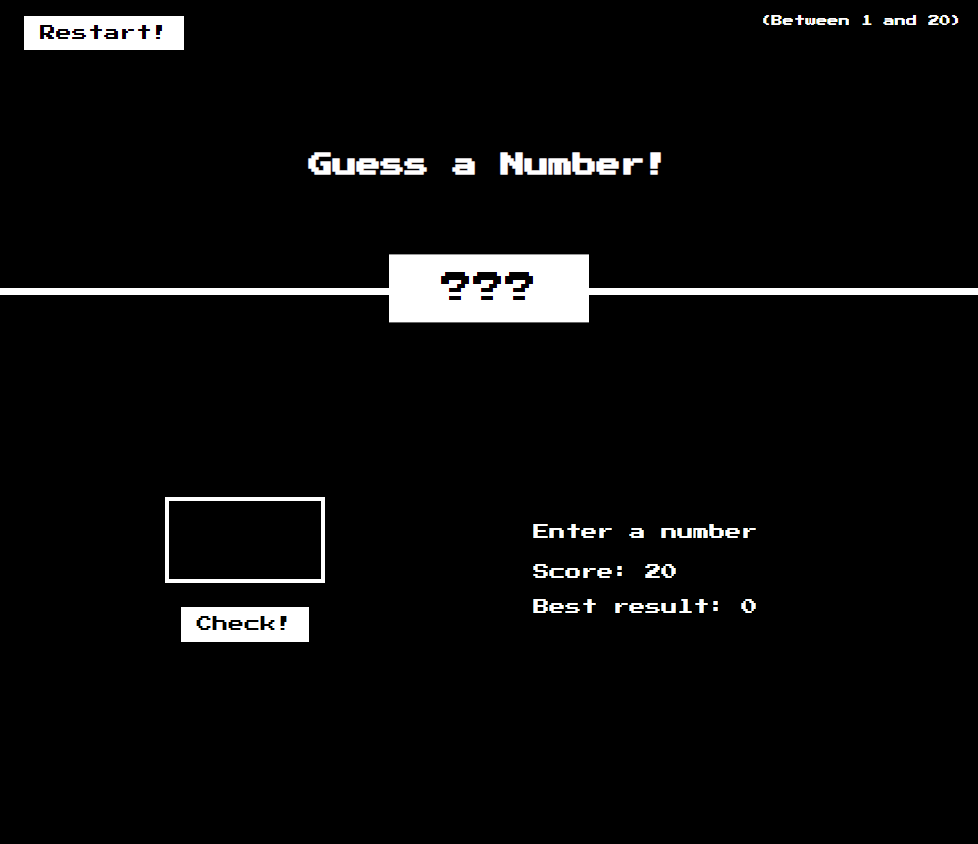 Restart!
(Between 1 and 20)
Guess a Number!
???
Enter a number
Score: 20
Best result: 0
Check!